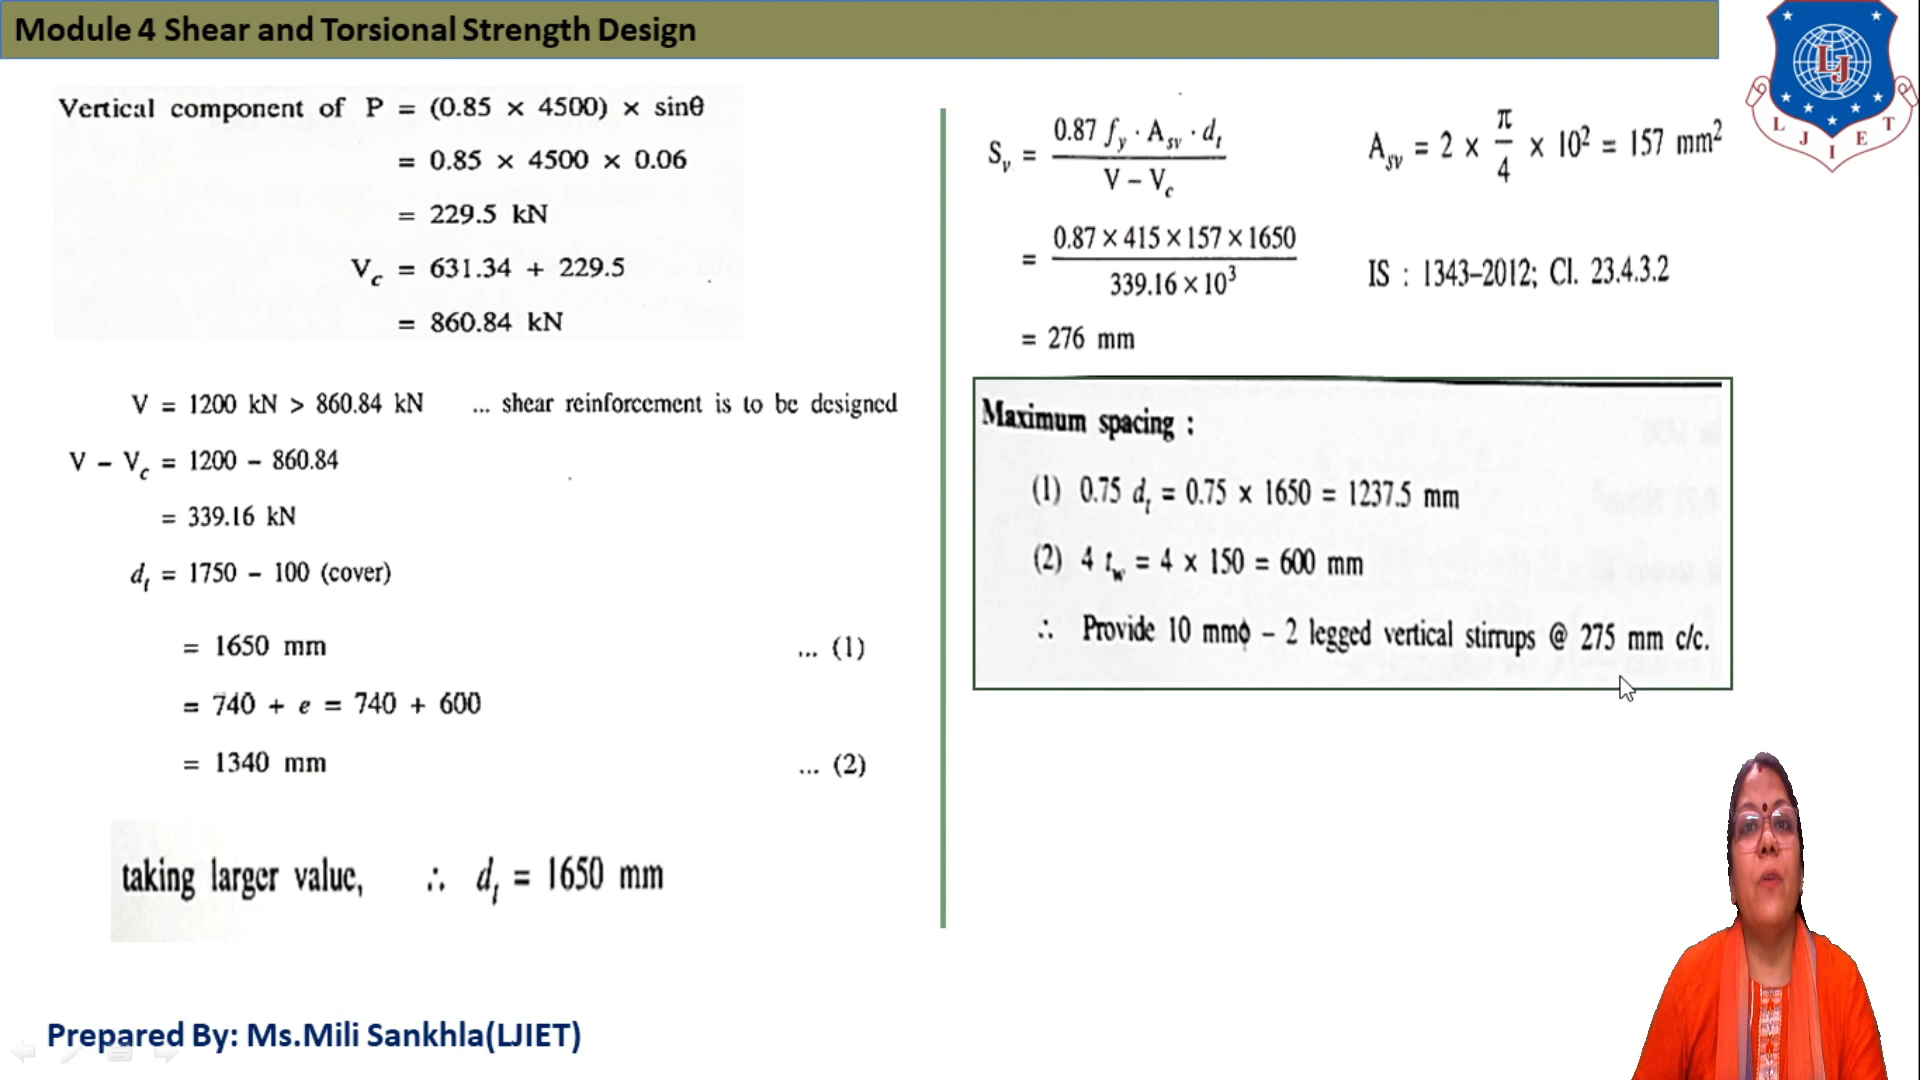 Module 4 Shear and Torsional Strength Design
Vertical component of P = (0.85 × 4500) × sinθ
= 0.85 × 4500 × 0.06
= 229.5 kN
V_c = 631.34 + 229.5
= 860.84 kN
V = 1200 kN > 860.84 kN ... shear reinforcement is to be designed
V – V_c = 1200 – 860.84
= 339.16 kN
d_t = 1750 – 100 (cover)
= 1650 mm ... (1)
= 740 + e = 740 + 600
= 1340 mm ... (2)
taking larger value, ∴ d_t = 1650 mm
S_v = 0.87 f_y · A_sv · d_t / V – V_c
= 0.87 × 415 × 157 × 1650 / 339.16 × 10³
= 276 mm
A_sv = 2 × π/4 × 10² = 157 mm²
IS : 1343–2012; Cl. 23.4.3.2
Maximum spacing :
(1) 0.75 d_t = 0.75 × 1650 = 1237.5 mm
(2) 4 t_w = 4 × 150 = 600 mm
∴ Provide 10 mmϕ – 2 legged vertical stirrups @ 275 mm c/c.
LJ
L J I E T
Prepared By: Ms.Mili Sankhla(LJIET)